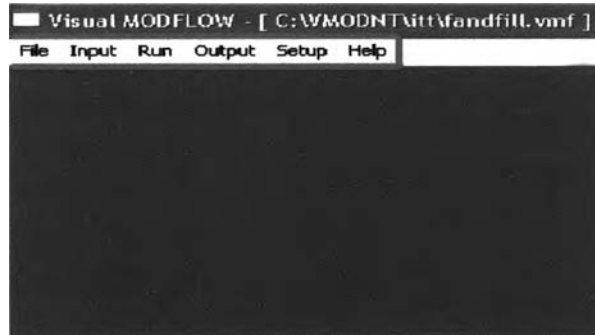 Visual MODFLOW - [ C:\VMODNT\itt\fandfill.vmf ]
File Input Run Output Setup Help